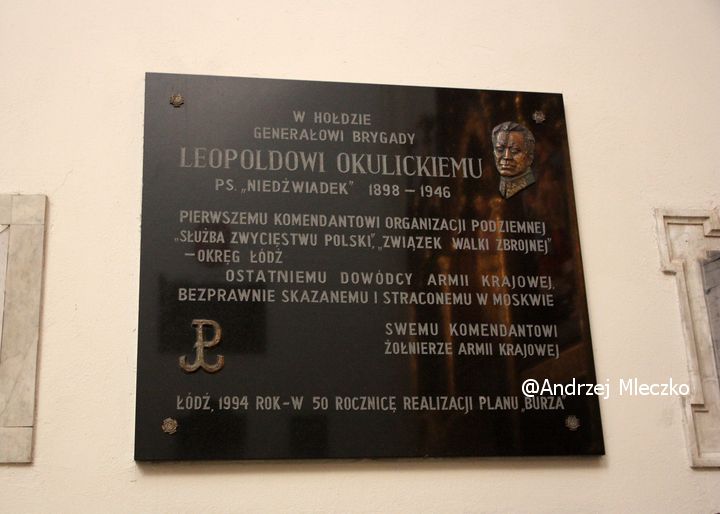 W HOŁDZIE
GENERAŁOWI BRYGADY
LEOPOLDOWI OKULICKIEMU
PS. „NIEDŹWIADEK" 1898 – 1946
PIERWSZEMU KOMENDANTOWI ORGANIZACJI PODZIEMNEJ
„SŁUŻBA ZWYCIĘSTWU POLSKI", „ZWIĄZEK WALKI ZBROJNEJ"
– OKRĘG ŁÓDŹ
OSTATNIEMU DOWÓDCY ARMII KRAJOWEJ,
BEZPRAWNIE SKAZANEMU I STRACONEMU W MOSKWIE
SWEMU KOMENDANTOWI
ŻOŁNIERZE ARMII KRAJOWEJ
ŁÓDŹ, 1994 ROK – W 50 ROCZNICĘ REALIZACJI PLANU „BURZA"
@Andrzej Mleczko